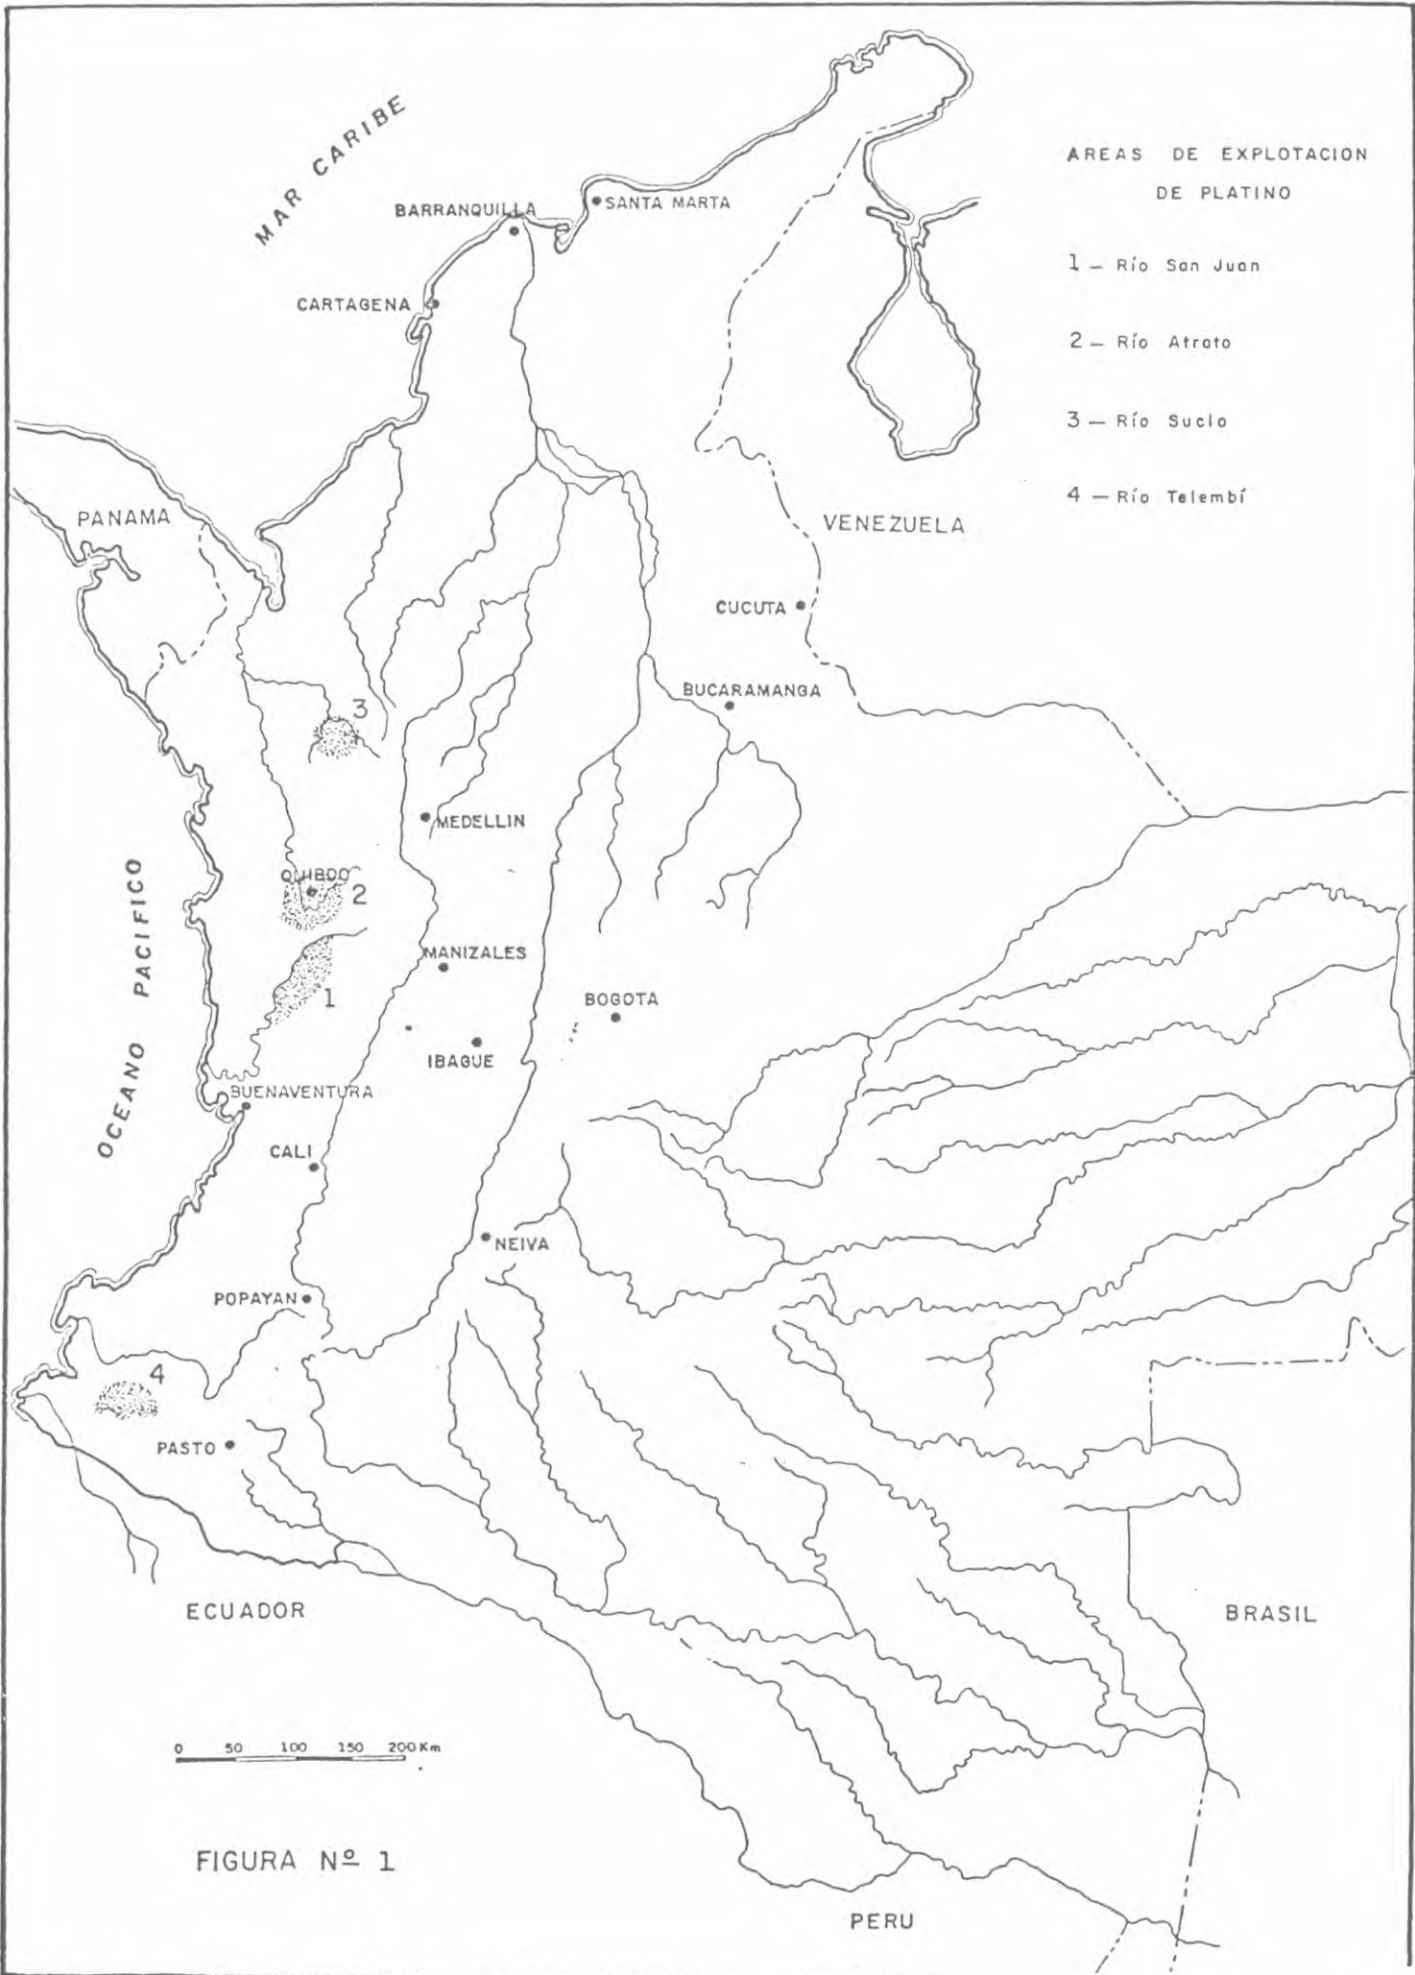 MAR CARIBE
AREAS DE EXPLOTACION
DE PLATINO
1 — Río San Juan
2 — Río Atrato
3 — Río Sucio
4 — Río Telembí
BARRANQUILLA
SANTA MARTA
CARTAGENA
PANAMA
VENEZUELA
CUCUTA
BUCARAMANGA
3
MEDELLIN
OCEANO PACIFICO
QUIBDO
2
MANIZALES
1
BOGOTA
IBAGUE
BUENAVENTURA
CALI
NEIVA
POPAYAN
4
PASTO
ECUADOR
BRASIL
0 50 100 150 200 Km
FIGURA Nº 1
PERU